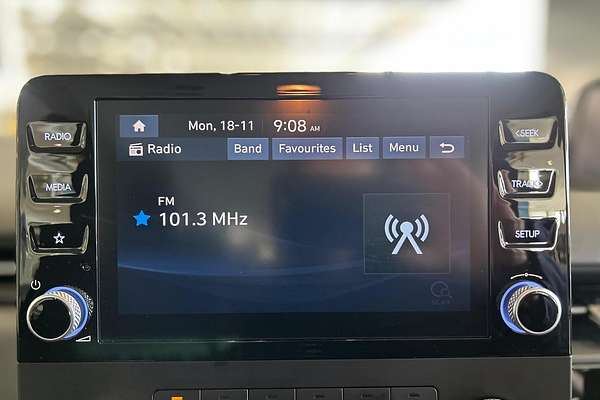 Mon, 18-11 9:08 AM
Radio Band Favourites List Menu
FM
101.3 MHz
SCAN
RADIO
MEDIA
<SEEK
TRACK>
SETUP